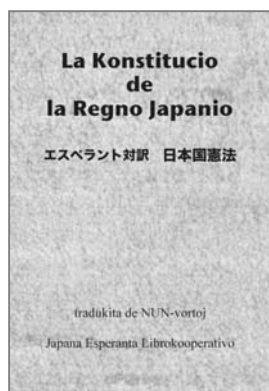 La Konstitucio
de
la Regno Japanio
エスペラント対訳　日本国憲法
tradukita de NUN-vortoj
Japana Esperanta Librokooperativo